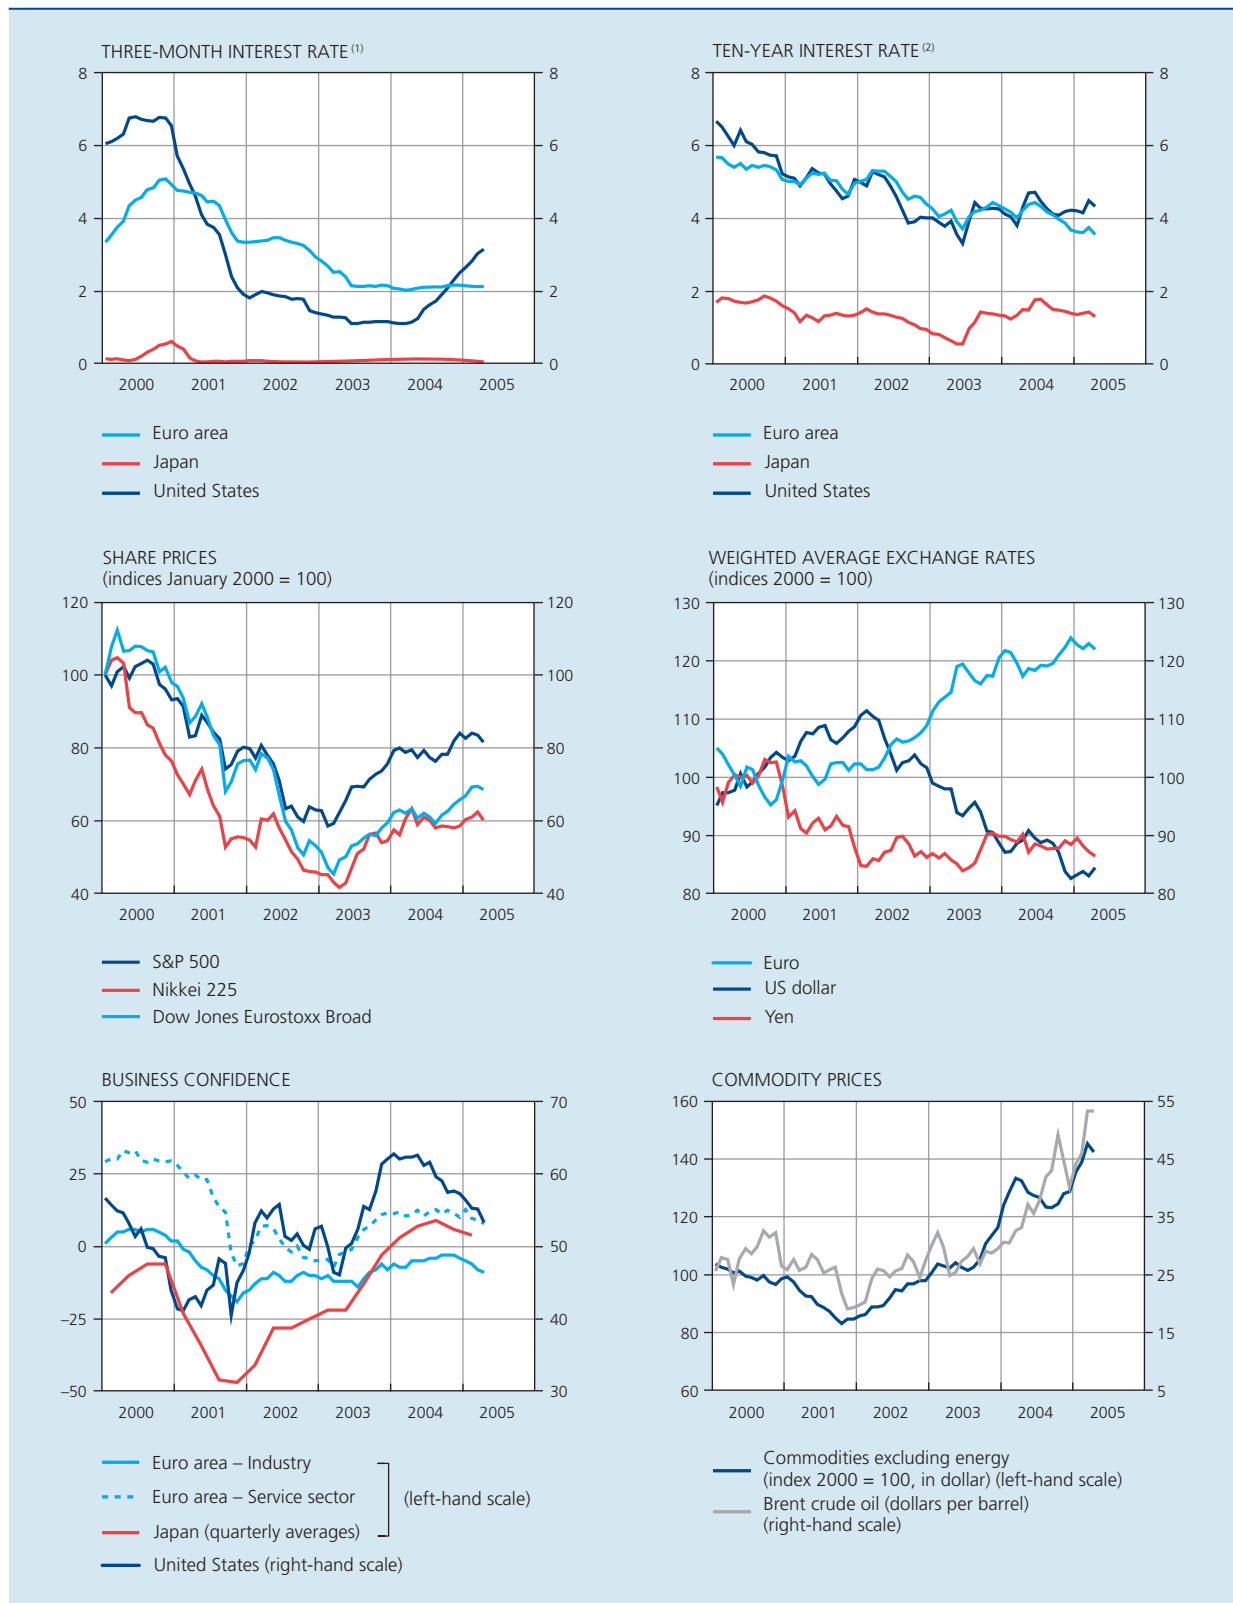 THREE-MONTH INTEREST RATE (1)
8 8
6 6
4 4
2 2
0 0
2000 2001 2002 2003 2004 2005
Euro area
Japan
United States
TEN-YEAR INTEREST RATE (2)
8 8
6 6
4 4
2 2
0 0
2000 2001 2002 2003 2004 2005
Euro area
Japan
United States
SHARE PRICES
(indices January 2000 = 100)
120 120
100 100
80 80
60 60
40 40
2000 2001 2002 2003 2004 2005
S&P 500
Nikkei 225
Dow Jones Eurostoxx Broad
WEIGHTED AVERAGE EXCHANGE RATES
(indices 2000 = 100)
130 130
120 120
110 110
100 100
90 90
80 80
2000 2001 2002 2003 2004 2005
Euro
US dollar
Yen
BUSINESS CONFIDENCE
50 70
25 60
0 50
–25 40
–50 30
2000 2001 2002 2003 2004 2005
Euro area – Industry
Euro area – Service sector
(left-hand scale)
Japan (quarterly averages)
United States (right-hand scale)
COMMODITY PRICES
160 55
140 45
120 35
100 25
80 15
60 5
2000 2001 2002 2003 2004 2005
Commodities excluding energy
(index 2000 = 100, in dollar) (left-hand scale)
Brent crude oil (dollars per barrel)
(right-hand scale)